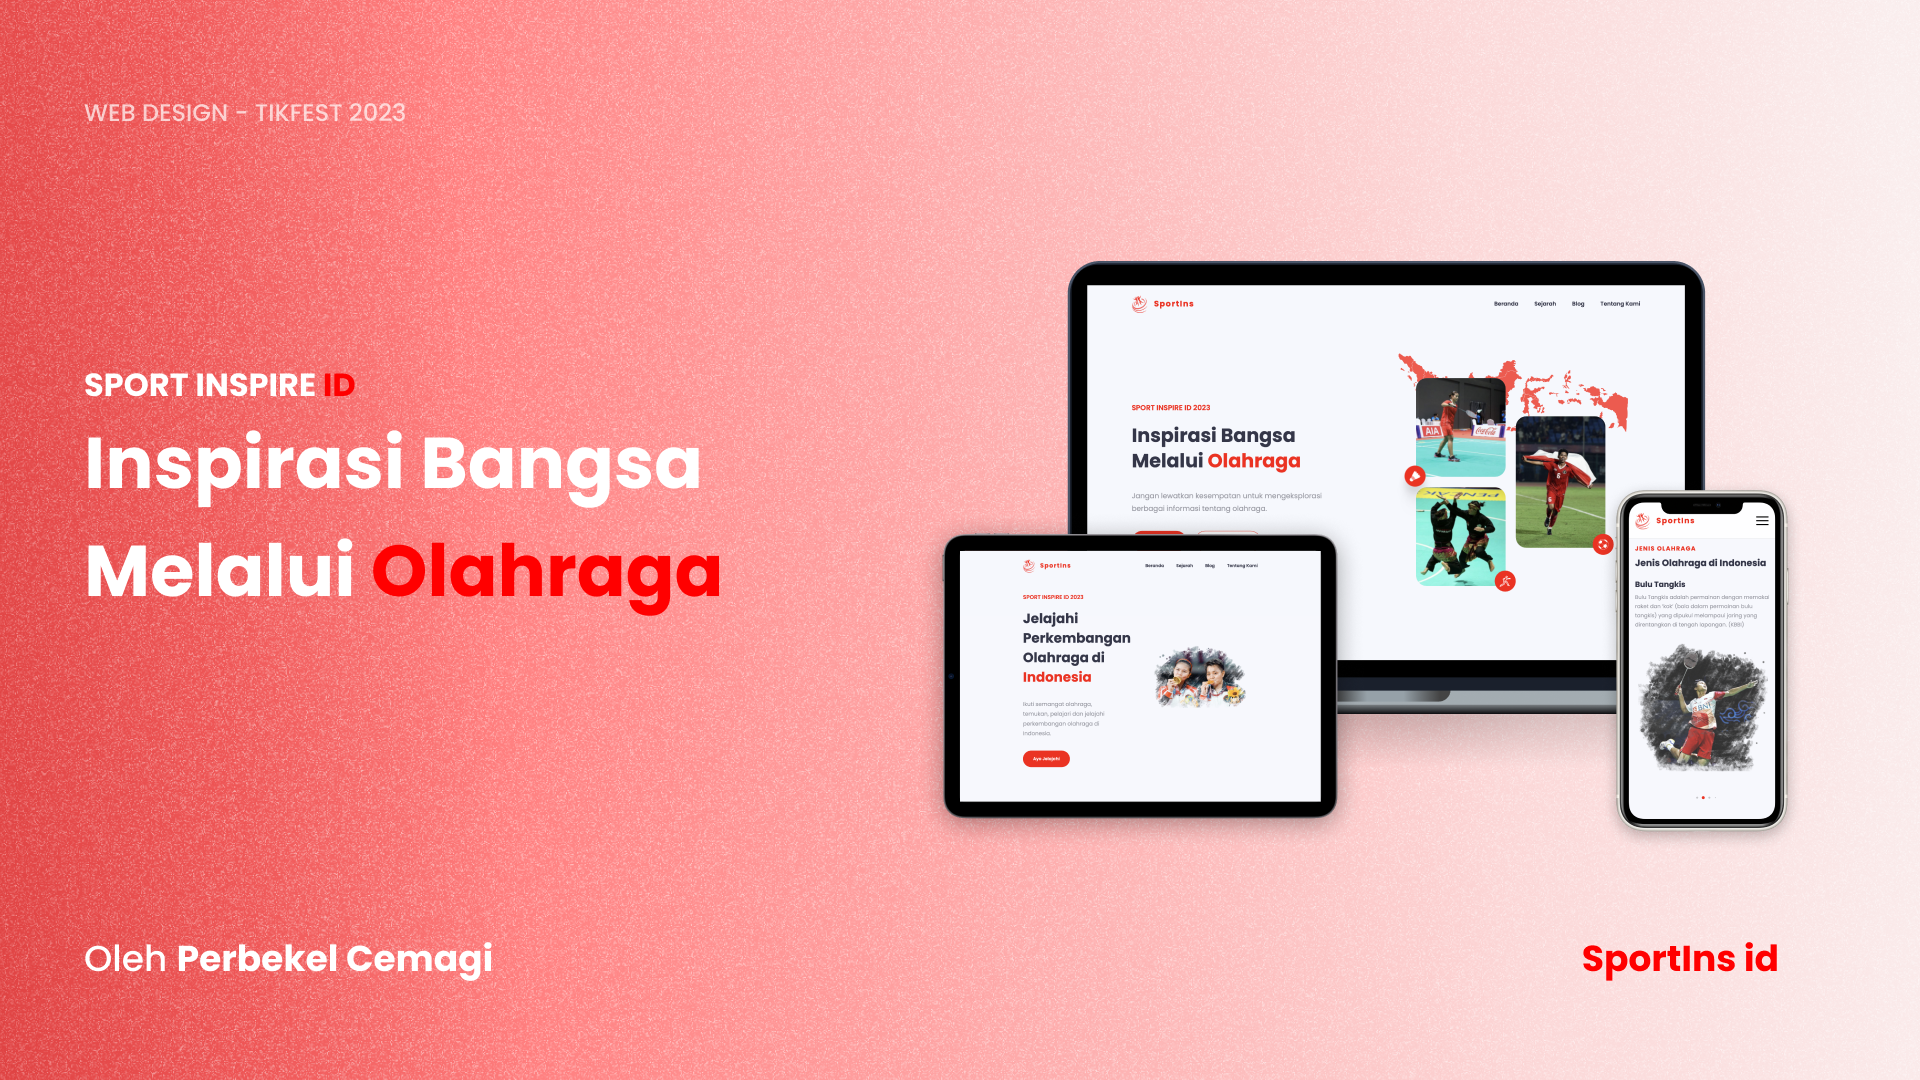 WEB DESIGN - TIKFEST 2023
SPORT INSPIRE ID
Inspirasi Bangsa
Melalui Olahraga
Oleh Perbekel Cemagi
SportIns
Beranda Sejarah Blog Tentang Kami
SPORT INSPIRE ID 2023
Inspirasi Bangsa
Melalui Olahraga
Jangan lewatkan kesempatan untuk mengeksplorasi
berbagai informasi tentang olahraga.
AIA
Coca-Cola
SportIns
Beranda Sejarah Blog Tentang Kami
SPORT INSPIRE ID 2023
Jelajahi
Perkembangan
Olahraga di
Indonesia
Ikuti semangat olahraga,
temukan, pelajari dan jelajahi
perkembangan olahraga di
Indonesia.
Ayo Jelajahi
SportIns
JENIS OLAHRAGA
Jenis Olahraga di Indonesia
Bulu Tangkis
Bulu Tangkis adalah permainan dengan memakai
raket dan 'kok' (bola dalam permainan bulu
tangkis) yang dipukul melampaui jaring yang
direntangkan di tengah lapangan. (KBBI)
BNI
SportIns id